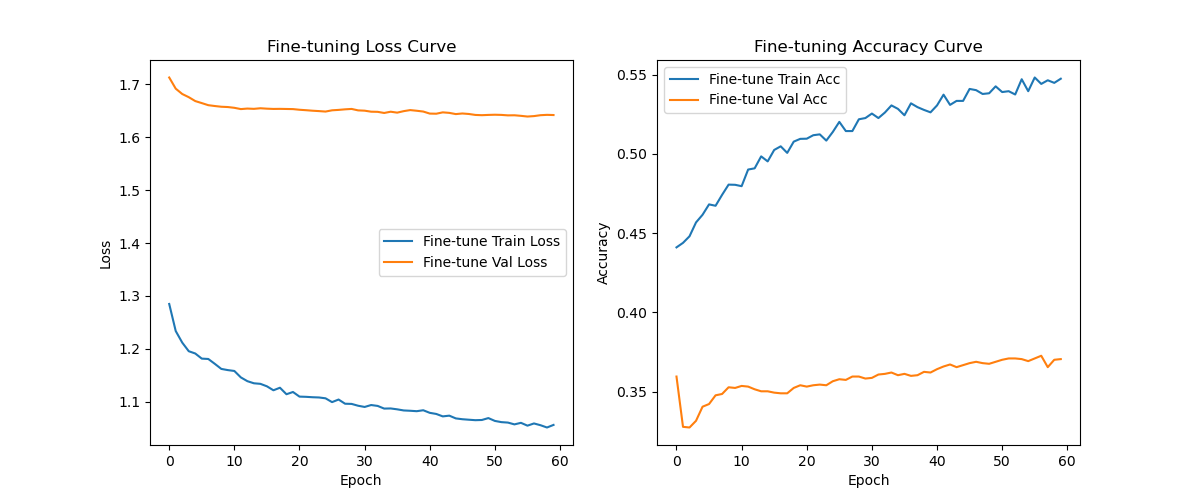 Fine-tuning Loss Curve
1.7
1.6
1.5
1.4
1.3
1.2
1.1
Loss
Fine-tune Train Loss
Fine-tune Val Loss
0 10 20 30 40 50 60
Epoch
Fine-tuning Accuracy Curve
Fine-tune Train Acc
Fine-tune Val Acc
0.55
0.50
0.45
0.40
0.35
Accuracy
0 10 20 30 40 50 60
Epoch